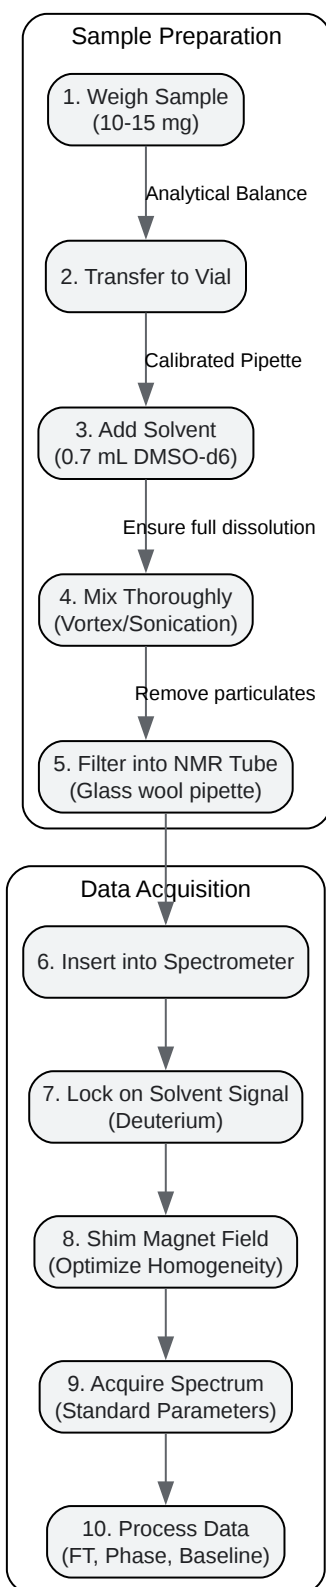 Sample Preparation
1. Weigh Sample
(10-15 mg)
Analytical Balance
2. Transfer to Vial
Calibrated Pipette
3. Add Solvent
(0.7 mL DMSO-d6)
Ensure full dissolution
4. Mix Thoroughly
(Vortex/Sonication)
Remove particulates
5. Filter into NMR Tube
(Glass wool pipette)
Data Acquisition
6. Insert into Spectrometer
7. Lock on Solvent Signal
(Deuterium)
8. Shim Magnet Field
(Optimize Homogeneity)
9. Acquire Spectrum
(Standard Parameters)
10. Process Data
(FT, Phase, Baseline)